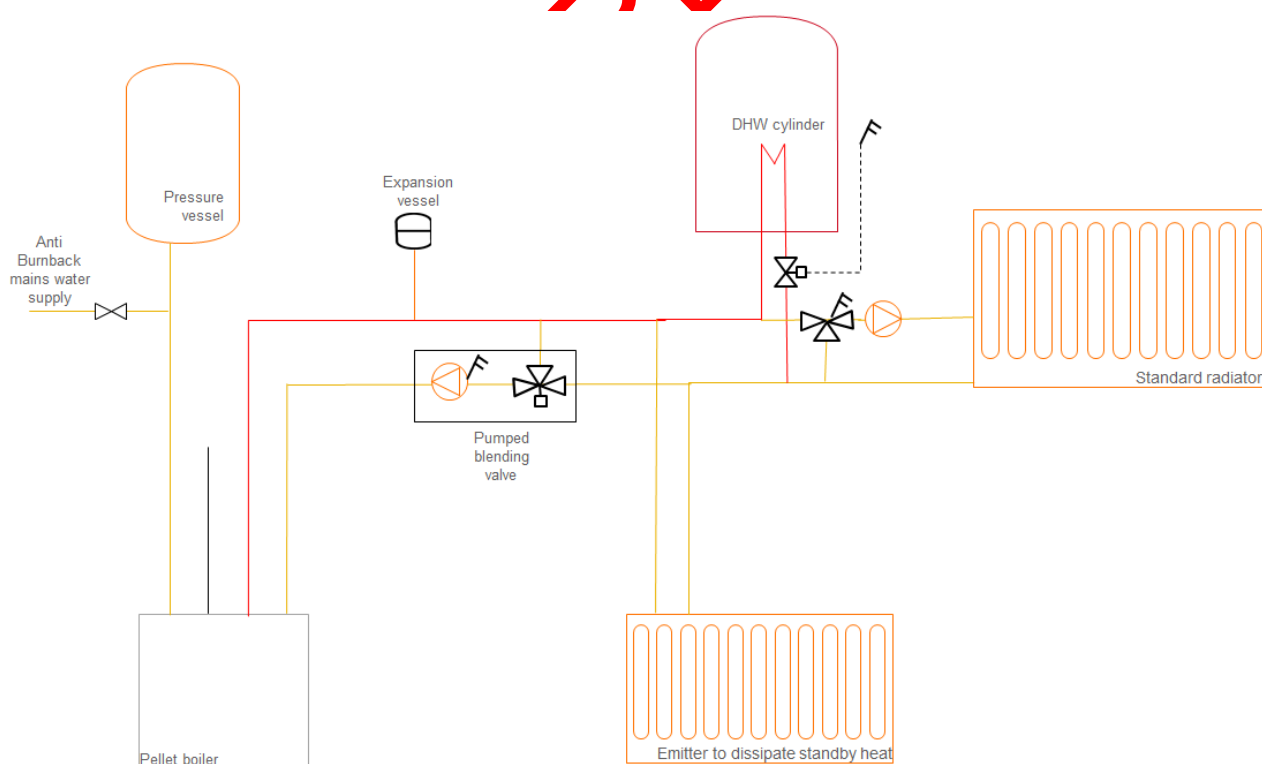 DHW cylinder
Pressure
vessel
Expansion
vessel
Anti
Burnback
mains water
supply
Standard radiator
Pumped
blending
valve
Pellet boiler
Emitter to dissipate standby heat